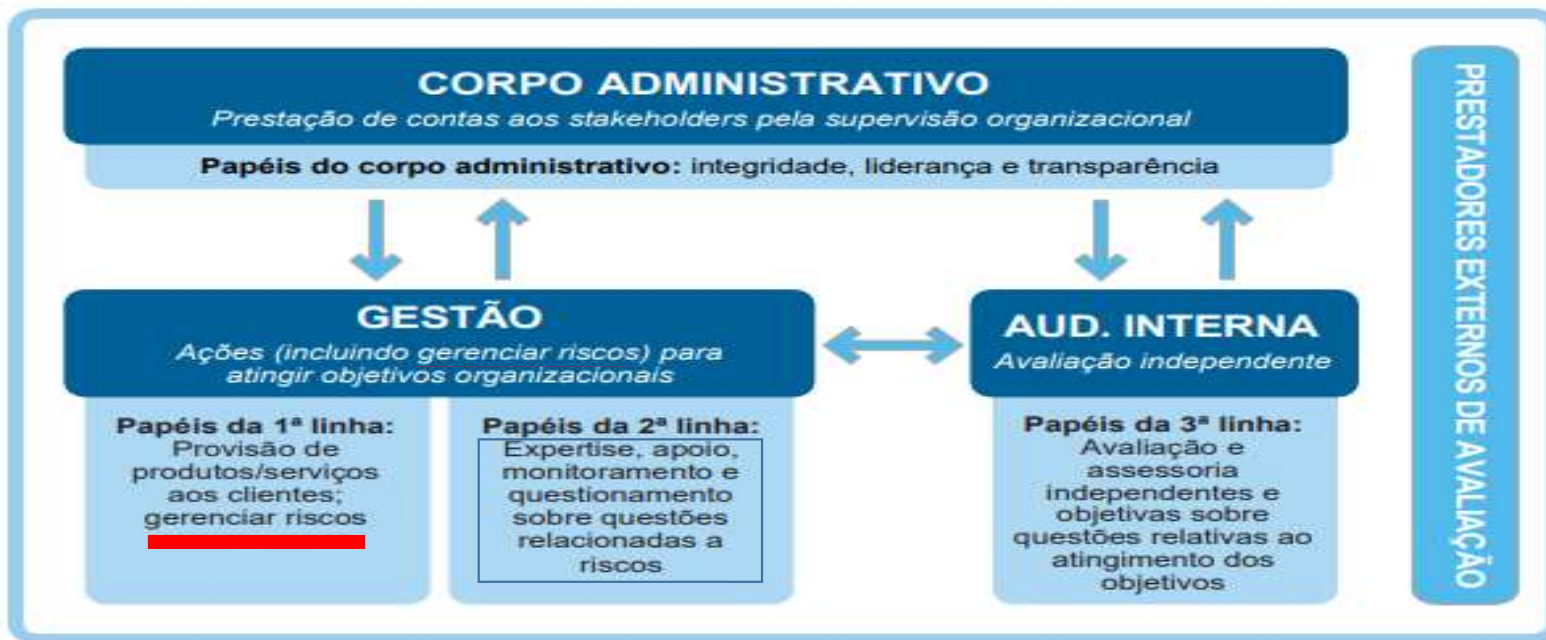 CORPO ADMINISTRATIVO
Prestação de contas aos stakeholders pela supervisão organizacional
Papéis do corpo administrativo: integridade, liderança e transparência
GESTÃO
Ações (incluindo gerenciar riscos) para
atingir objetivos organizacionais
Papéis da 1ª linha:
Provisão de
produtos/serviços
aos clientes;
gerenciar riscos
Papéis da 2ª linha:
Expertise, apoio,
monitoramento e
questionamento
sobre questões
relacionadas a
riscos
AUD. INTERNA
Avaliação independente
Papéis da 3ª linha:
Avaliação e
assessoria
independentes e
objetivas sobre
questões relativas ao
atingimento dos
objetivos
PRESTADORES EXTERNOS DE AVALIAÇÃO